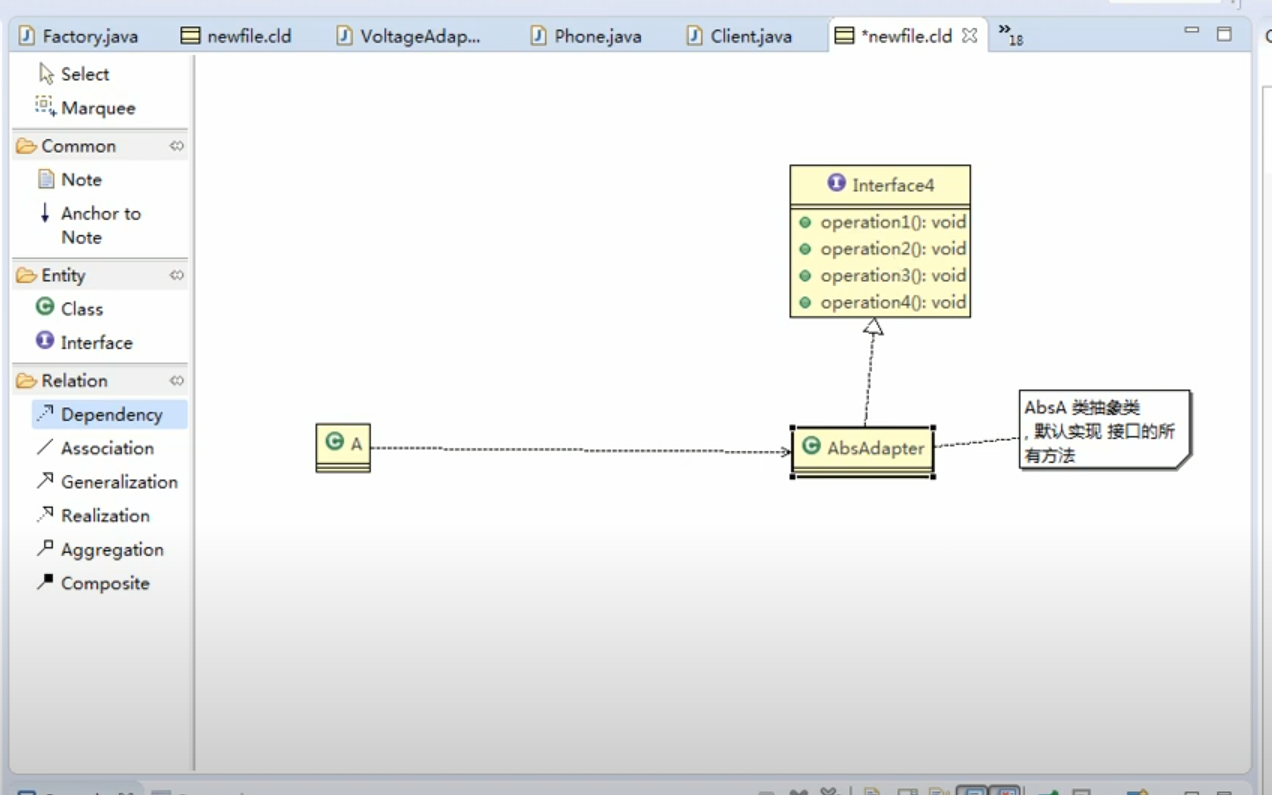 Factory.java
newfile.cld
VoltageAdap...
Phone.java
Client.java
*newfile.cld
18
Select
Marquee
Common
Note
Anchor to
Note
Entity
Class
Interface
Relation
Dependency
Association
Generalization
Realization
Aggregation
Composite
Interface4
operation1(): void
operation2(): void
operation3(): void
operation4(): void
A
AbsAdapter
AbsA 类抽象类
, 默认实现 接口的所
有方法